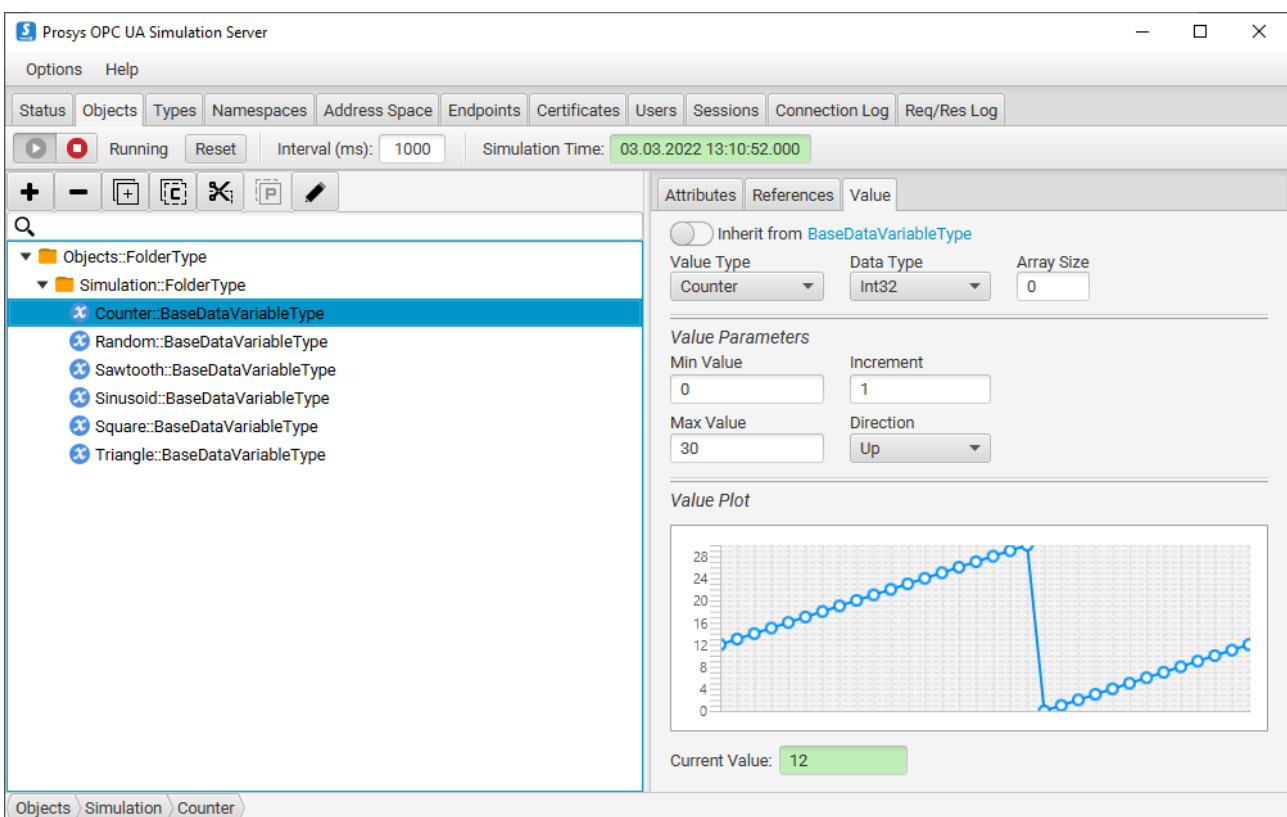 Prosys OPC UA Simulation Server
Options Help
Status Objects Types Namespaces Address Space Endpoints Certificates Users Sessions Connection Log Req/Res Log
Running Reset Interval (ms): 1000 Simulation Time: 03.03.2022 13:10:52.000
Objects::FolderType
Simulation::FolderType
Counter::BaseDataVariableType
Random::BaseDataVariableType
Sawtooth::BaseDataVariableType
Sinusoid::BaseDataVariableType
Square::BaseDataVariableType
Triangle::BaseDataVariableType
Attributes References Value
Inherit from BaseDataVariableType
Value Type Data Type Array Size
Counter Int32 0
Value Parameters
Min Value Increment
0 1
Max Value Direction
30 Up
Value Plot
28
24
20
16
12
8
4
0
Current Value: 12
Objects Simulation Counter